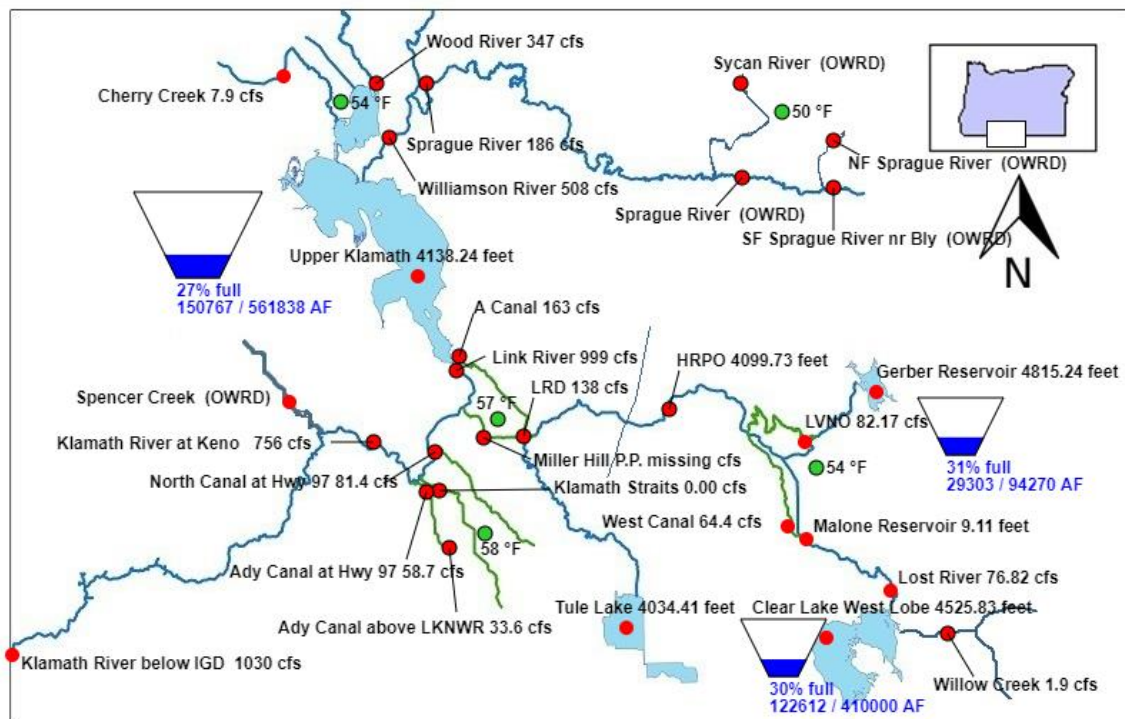 Wood River 347 cfs
Sycan River (OWRD)
Cherry Creek 7.9 cfs
54 °F
50 °F
Sprague River 186 cfs
NF Sprague River (OWRD)
Williamson River 508 cfs
Sprague River (OWRD)
SF Sprague River nr Bly (OWRD)
N
Upper Klamath 4138.24 feet
27% full
150767 / 561838 AF
A Canal 163 cfs
Link River 999 cfs
HRPO 4099.73 feet
Gerber Reservoir 4815.24 feet
LRD 138 cfs
Spencer Creek (OWRD)
57 °F
LVNO 82.17 cfs
Klamath River at Keno 756 cfs
Miller Hill P.P. missing cfs
54 °F
31% full
29303 / 94270 AF
North Canal at Hwy 97 81.4 cfs
Klamath Straits 0.00 cfs
West Canal 64.4 cfs
Malone Reservoir 9.11 feet
58 °F
Ady Canal at Hwy 97 58.7 cfs
Lost River 76.82 cfs
Tule Lake 4034.41 feet
Clear Lake West Lobe 4525.83 feet
Ady Canal above LKNWR 33.6 cfs
Klamath River below IGD 1030 cfs
30% full
122612 / 410000 AF
Willow Creek 1.9 cfs